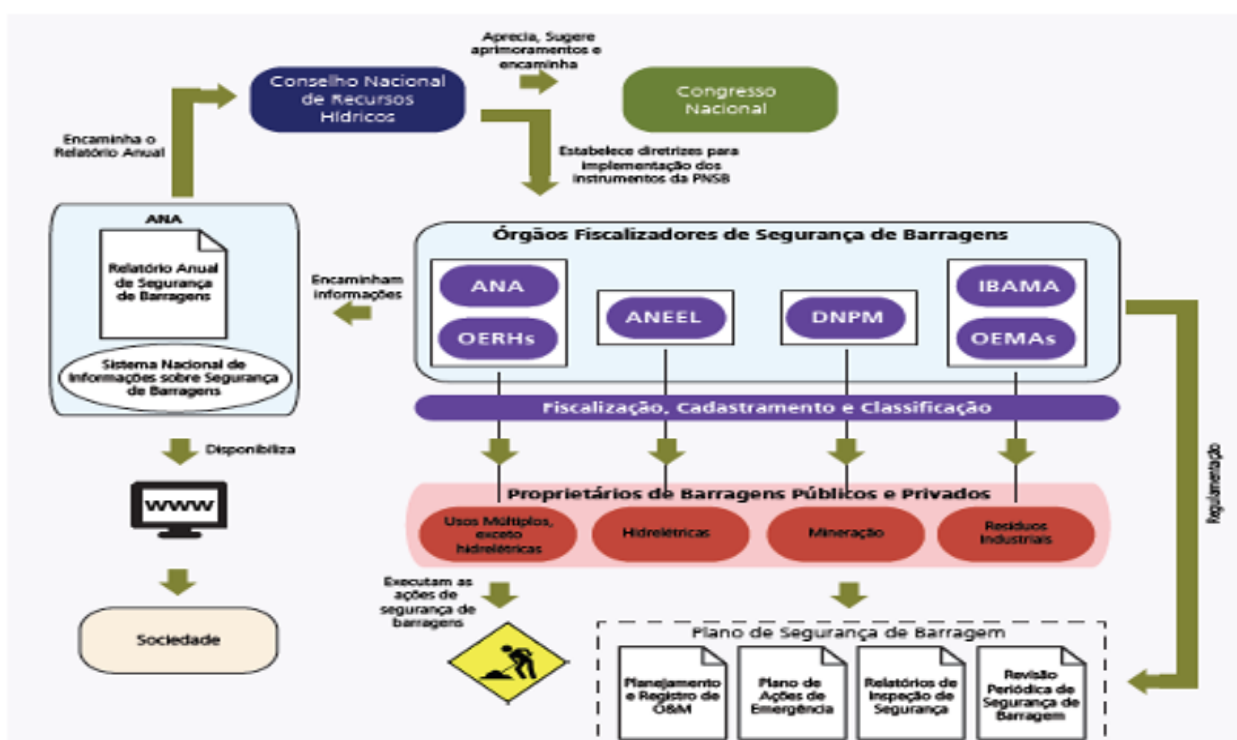 Aprecia, Sugere
aprimoramentos e
encaminha
Conselho Nacional
de Recursos
Hídricos
Congresso
Nacional
Encaminha o
Relatório Anual
Estabelece diretrizes para
implementação dos
instrumentos da PNSB
ANA
Relatório Anual
de Segurança
de Barragens
Sistema Nacional de
Informações sobre Segurança
de Barragens
Encaminham
informações
Órgãos Fiscalizadores de Segurança de Barragens
ANA
OERHs
ANEEL
DNPM
IBAMA
OEMAs
Fiscalização, Cadastramento e Classificação
Regulamentação
Disponibiliza
www
Sociedade
Proprietários de Barragens Públicos e Privados
Usos Múltiplos,
exceto
hidrelétricas
Hidrelétricas
Mineração
Resíduos
Industriais
Executam as
ações de
segurança de
barragens
Plano de Segurança de Barragem
Planejamento
e Registro de
O&M
Plano de
Ações de
Emergência
Relatórios de
Inspeção de
Segurança
Revisão
Periódica de
Segurança de
Barragem